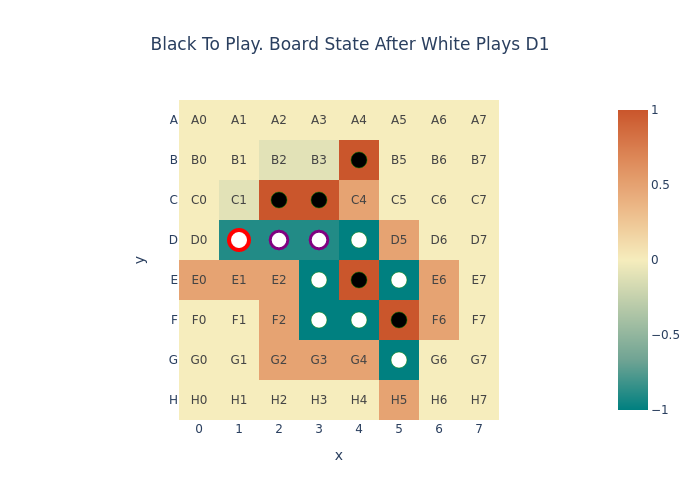 Black To Play. Board State After White Plays D1
A A0 A1 A2 A3 A4 A5 A6 A7 1
B B0 B1 B2 B3 B5 B6 B7
C C0 C1 C4 C5 C6 C7 0.5
D D0 D5 D6 D7
y E E0 E1 E2 E6 E7 0
F F0 F1 F2 F6 F7 −0.5
G G0 G1 G2 G3 G4 G6 G7
H H0 H1 H2 H3 H4 H5 H6 H7 −1
0 1 2 3 4 5 6 7
x